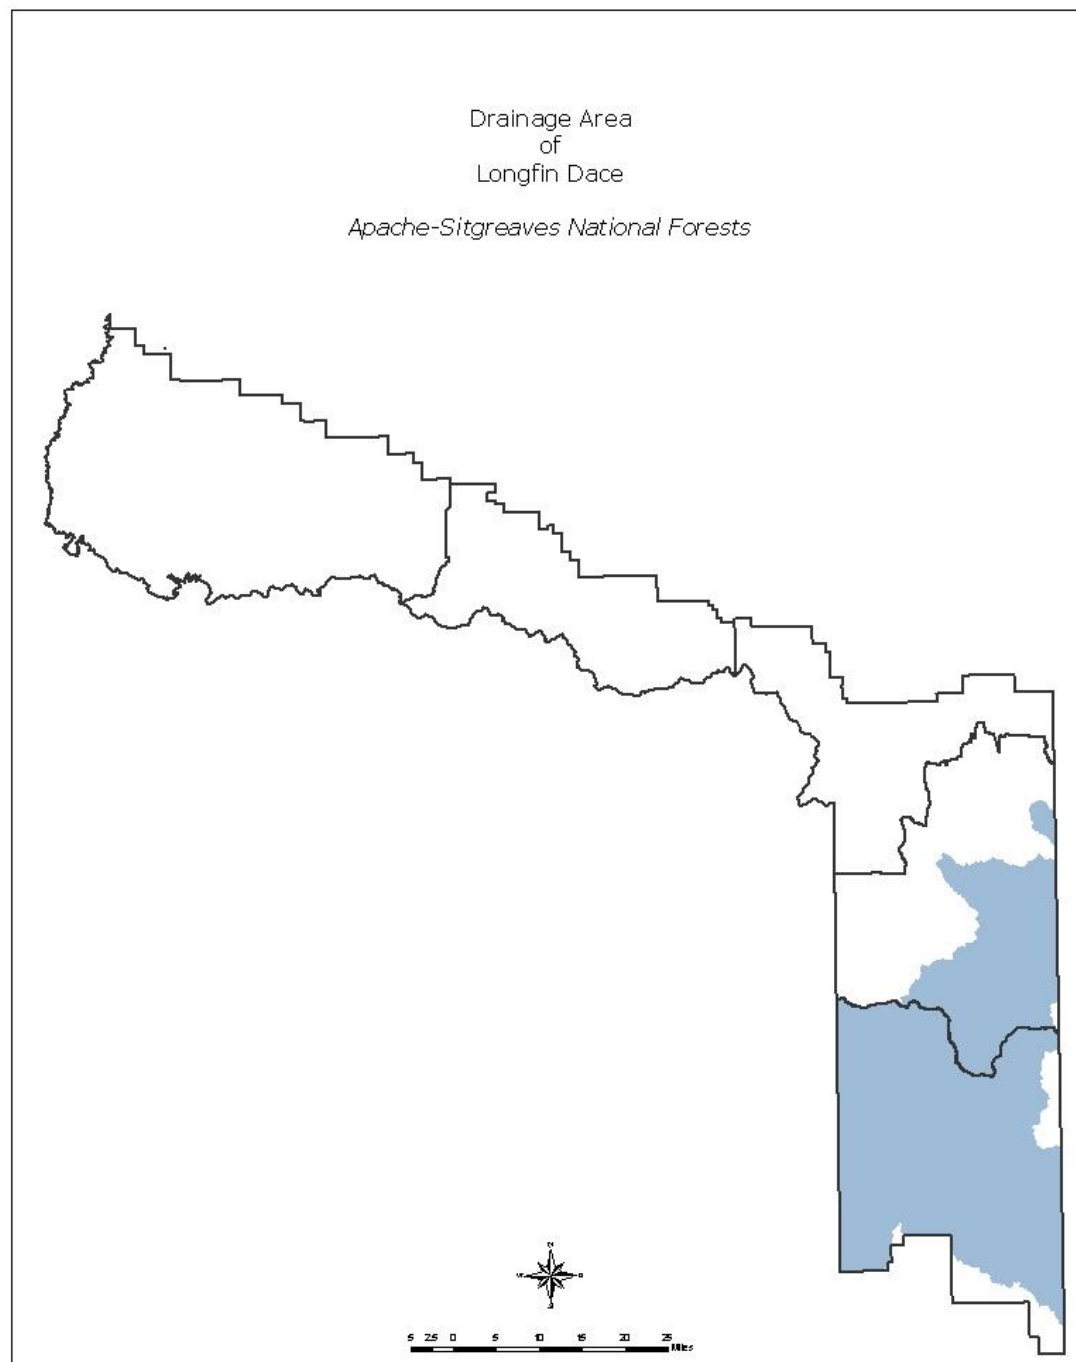 Drainage Area
of
Longfin Dace
Apache-Sitgreaves National Forests
N
W
E
S
5 2.5 0 5 10 15 20 25
Miles